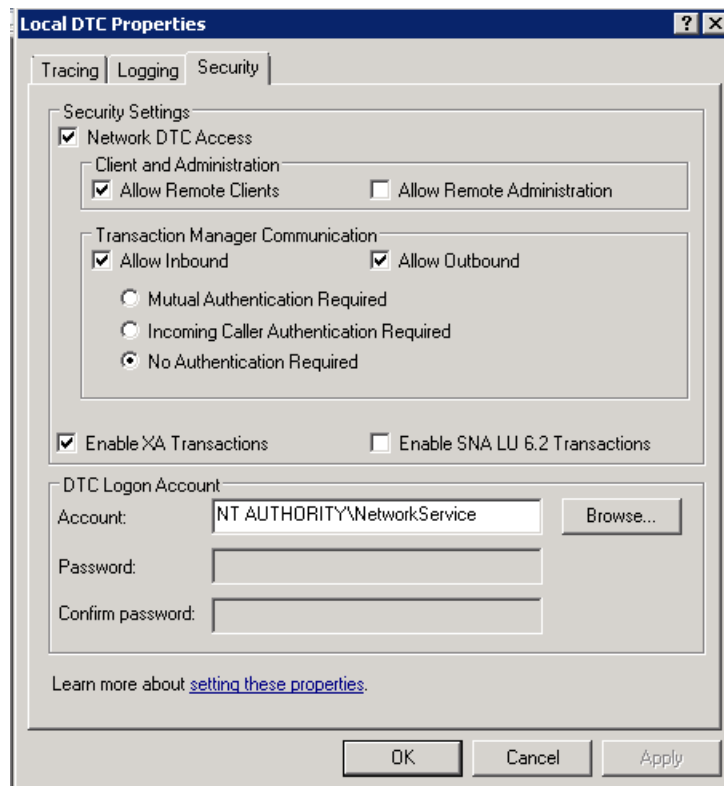 Local DTC Properties
Tracing
Logging
Security
Security Settings
Network DTC Access
Client and Administration
Allow Remote Clients
Allow Remote Administration
Transaction Manager Communication
Allow Inbound
Allow Outbound
Mutual Authentication Required
Incoming Caller Authentication Required
No Authentication Required
Enable XA Transactions
Enable SNA LU 6.2 Transactions
DTC Logon Account
Account:
NT AUTHORITY\NetworkService
Browse...
Password:
Confirm password:
Learn more about setting these properties.
OK
Cancel
Apply